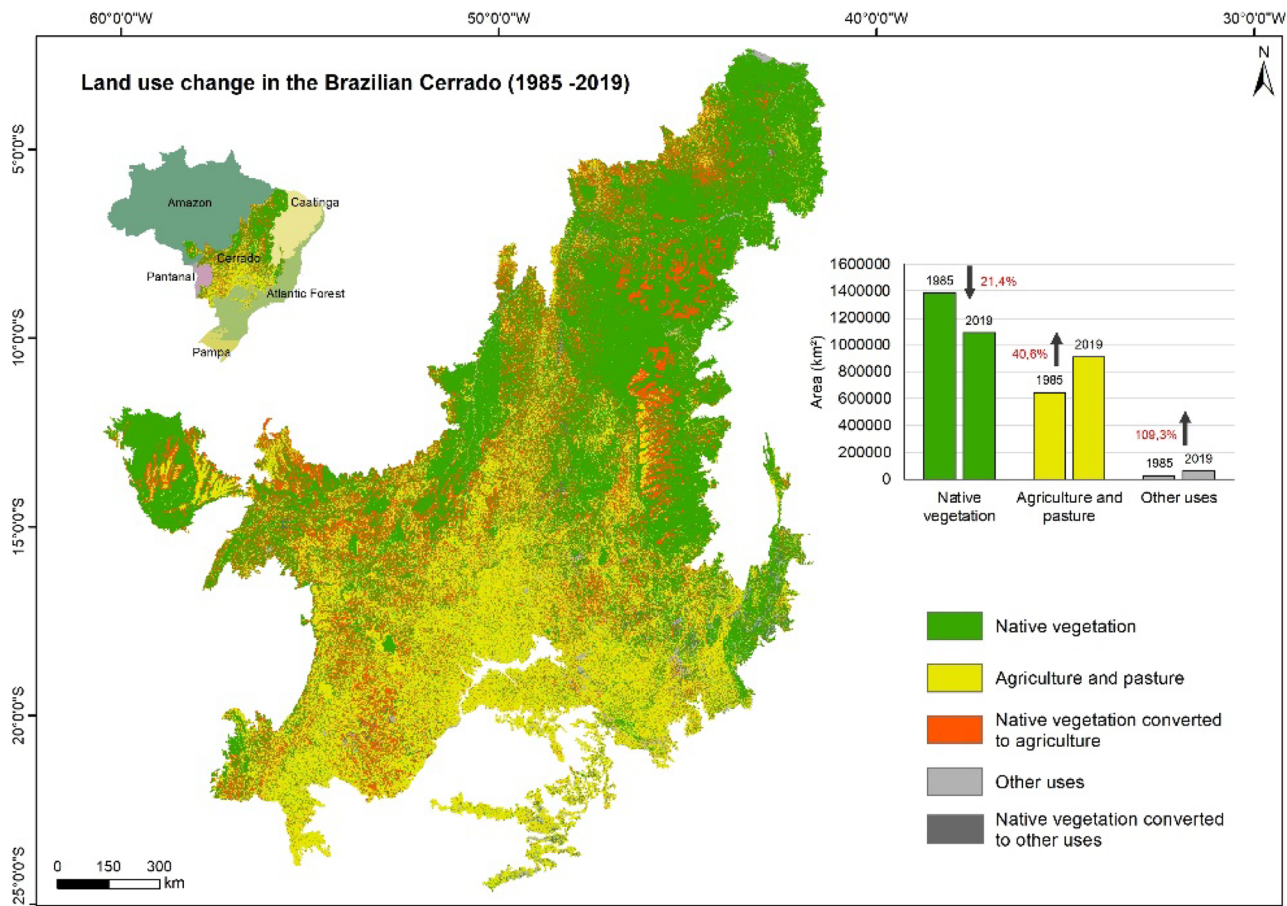 60°0'0"W
50°0'0"W
40°0'0"W
30°0'0"W
Land use change in the Brazilian Cerrado (1985 -2019)
N
5°0'0"S
10°0'0"S
15°0'0"S
20°0'0"S
25°0'0"S
Amazon
Caatinga
Cerrado
Pantanal
Atlantic Forest
Pampa
Area (km²)
1600000
1400000
1200000
1000000
800000
600000
400000
200000
0
1985
21,4%
2019
40,6%
1985
2019
109,3%
1985
2019
Native
vegetation
Agriculture and
pasture
Other uses
Native vegetation
Agriculture and pasture
Native vegetation converted
to agriculture
Other uses
Native vegetation converted
to other uses
0 150 300
km